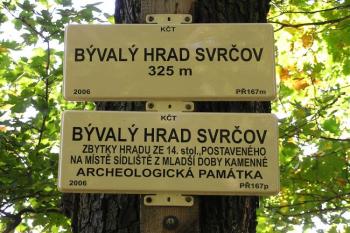 KČT
BÝVALÝ HRAD SVRČOV
325 m
2006 PŘ167m
KČT
BÝVALÝ HRAD SVRČOV
ZBYTKY HRADU ZE 14. stol.,POSTAVENÉHO
NA MÍSTĚ SÍDLIŠTĚ Z MLADŠÍ DOBY KAMENNÉ
ARCHEOLOGICKÁ PAMÁTKA
2006 PŘ167p